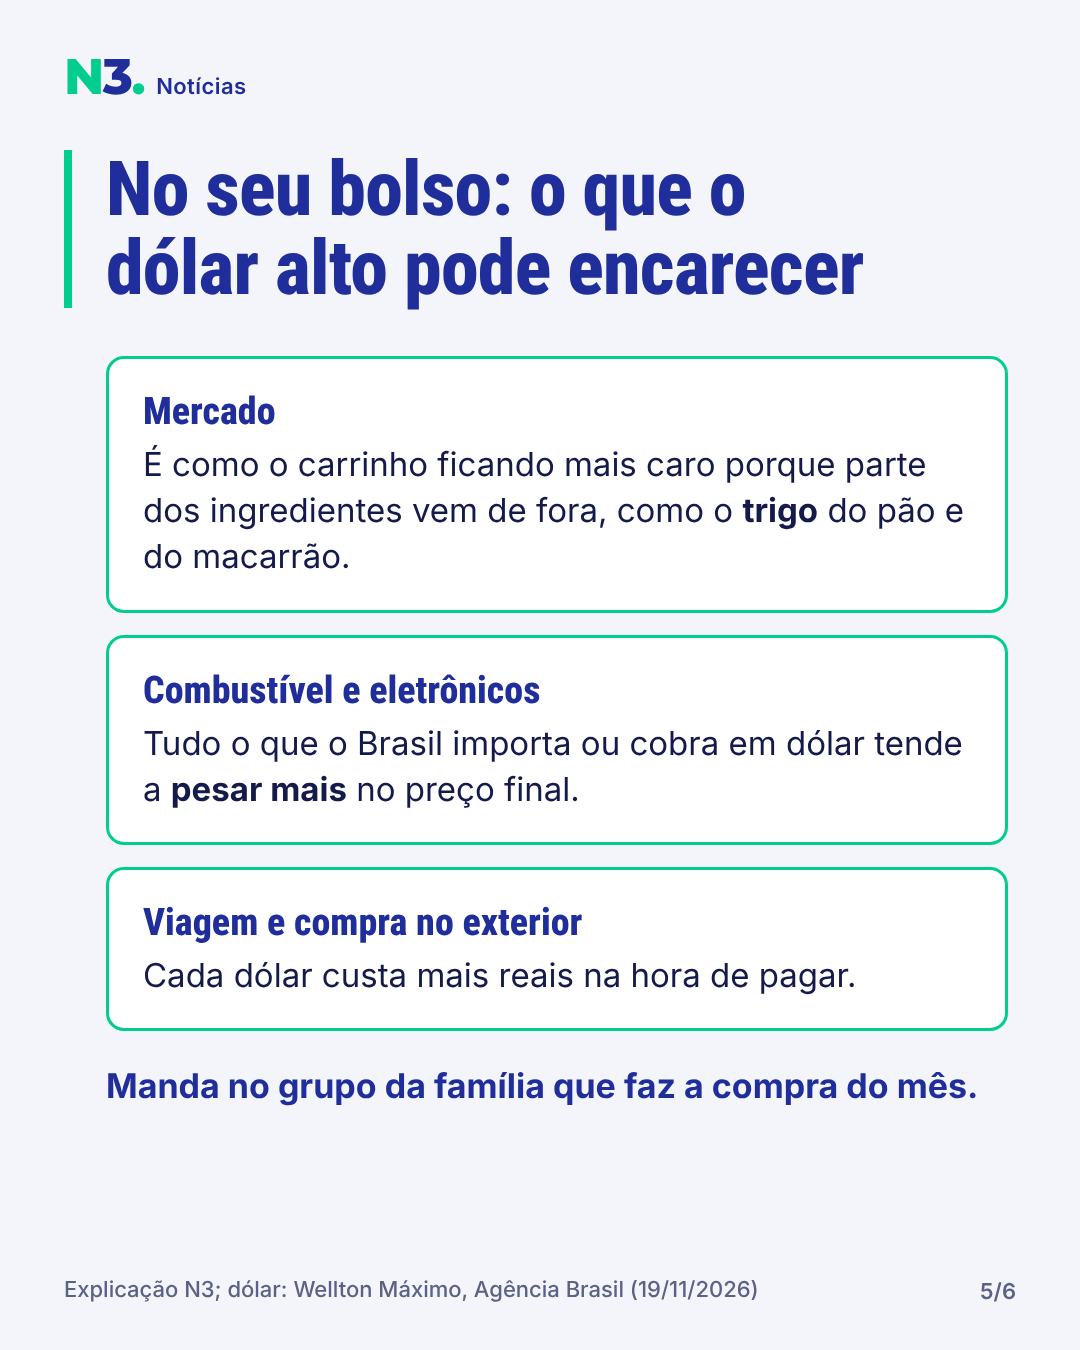 N3. Notícias
No seu bolso: o que o
dólar alto pode encarecer
Mercado
É como o carrinho ficando mais caro porque parte
dos ingredientes vem de fora, como o trigo do pão e
do macarrão.
Combustível e eletrônicos
Tudo o que o Brasil importa ou cobra em dólar tende
a pesar mais no preço final.
Viagem e compra no exterior
Cada dólar custa mais reais na hora de pagar.
Manda no grupo da família que faz a compra do mês.
Explicação N3; dólar: Wellton Máximo, Agência Brasil (19/11/2026)
5/6